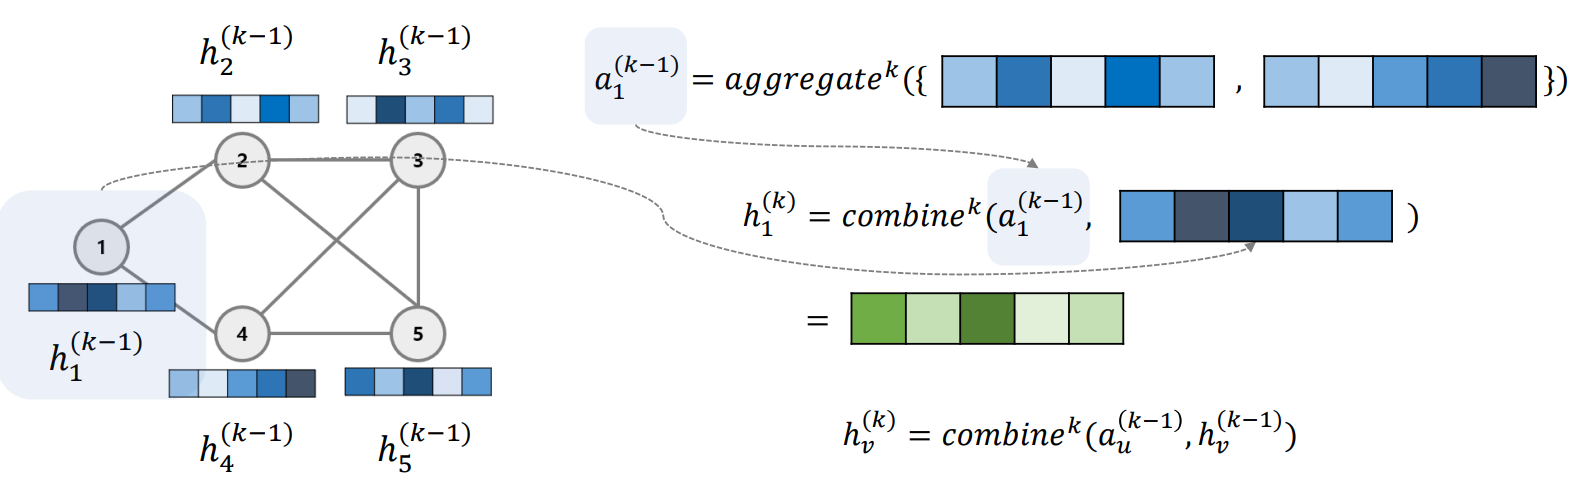 h_2^{(k−1)} h_3^{(k−1)}
a_1^{(k−1)} = aggregate^k({ , })
2 3
h_1^{(k)} = combine^k(a_1^{(k−1)}, )
1
=
4 5
h_1^{(k−1)}
h_4^{(k−1)} h_5^{(k−1)}
h_v^{(k)} = combine^k(a_u^{(k−1)}, h_v^{(k−1)})